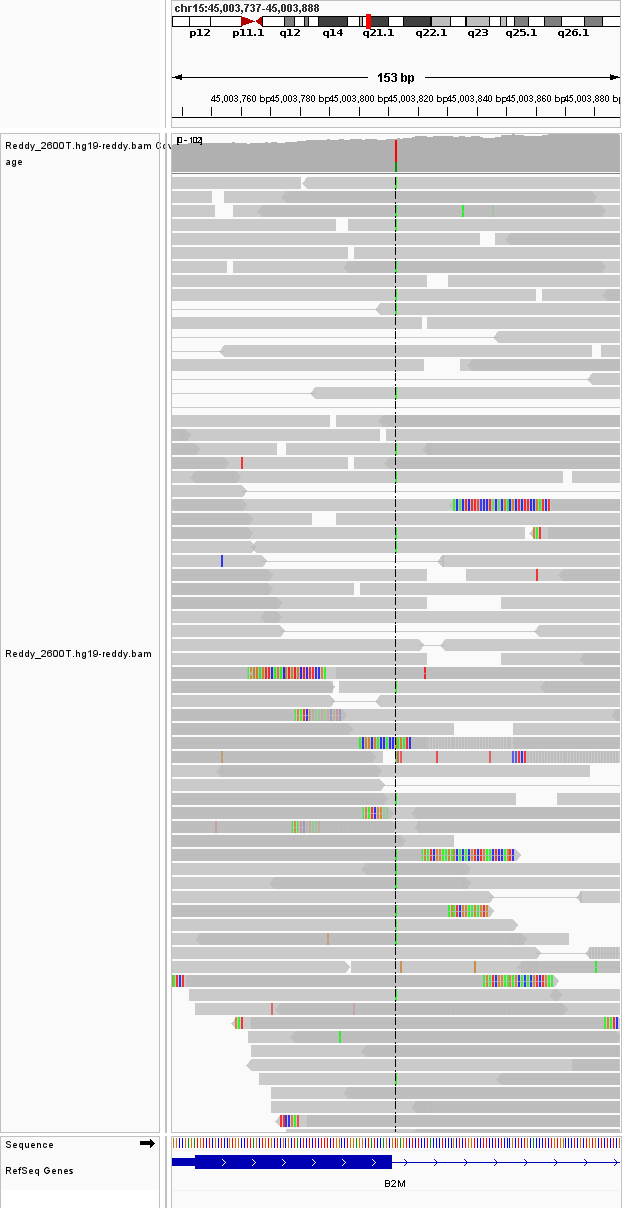 chr15:45,003,737-45,003,888
p12 p11.1 q12 q14 q21.1 q22.1 q23 q25.1 q26.1
153 bp
45,003,760 bp 45,003,780 bp 45,003,800 bp 45,003,820 bp 45,003,840 bp 45,003,860 bp 45,003,880 bp
Reddy_2600T.hg19-reddy.bam Cov
age
[0 - 102]
Reddy_2600T.hg19-reddy.bam
Sequence
RefSeq Genes
B2M